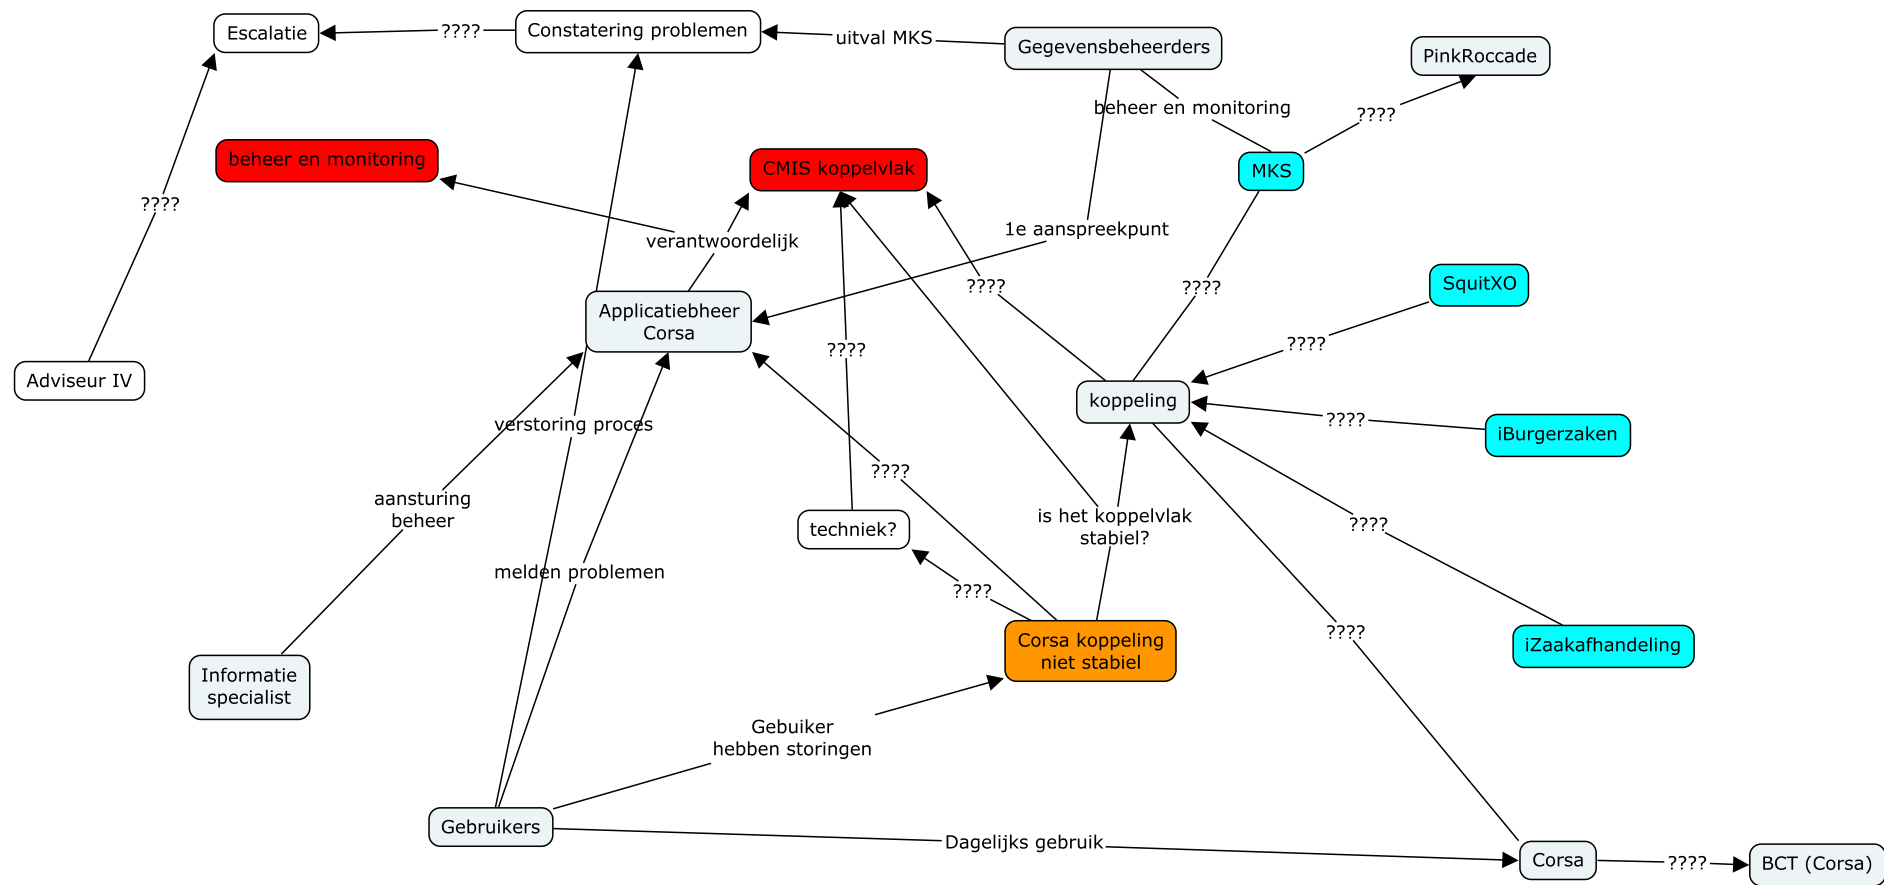 Escalatie
????
Constatering problemen
uitval MKS
Gegevensbeheerders
PinkRoccade
beheer en monitoring
????
beheer en monitoring
CMIS koppelvlak
MKS
????
verantwoordelijk
1e aanspreekpunt
????
????
SquitXO
Applicatiebheer
Corsa
????
????
Adviseur IV
koppeling
verstoring proces
????
iBurgerzaken
????
aansturing
beheer
techniek?
is het koppelvlak
stabiel?
????
melden problemen
????
Corsa koppeling
niet stabiel
????
iZaakafhandeling
Informatie
specialist
Gebuiker
hebben storingen
Gebruikers
Dagelijks gebruik
Corsa
????
BCT (Corsa)